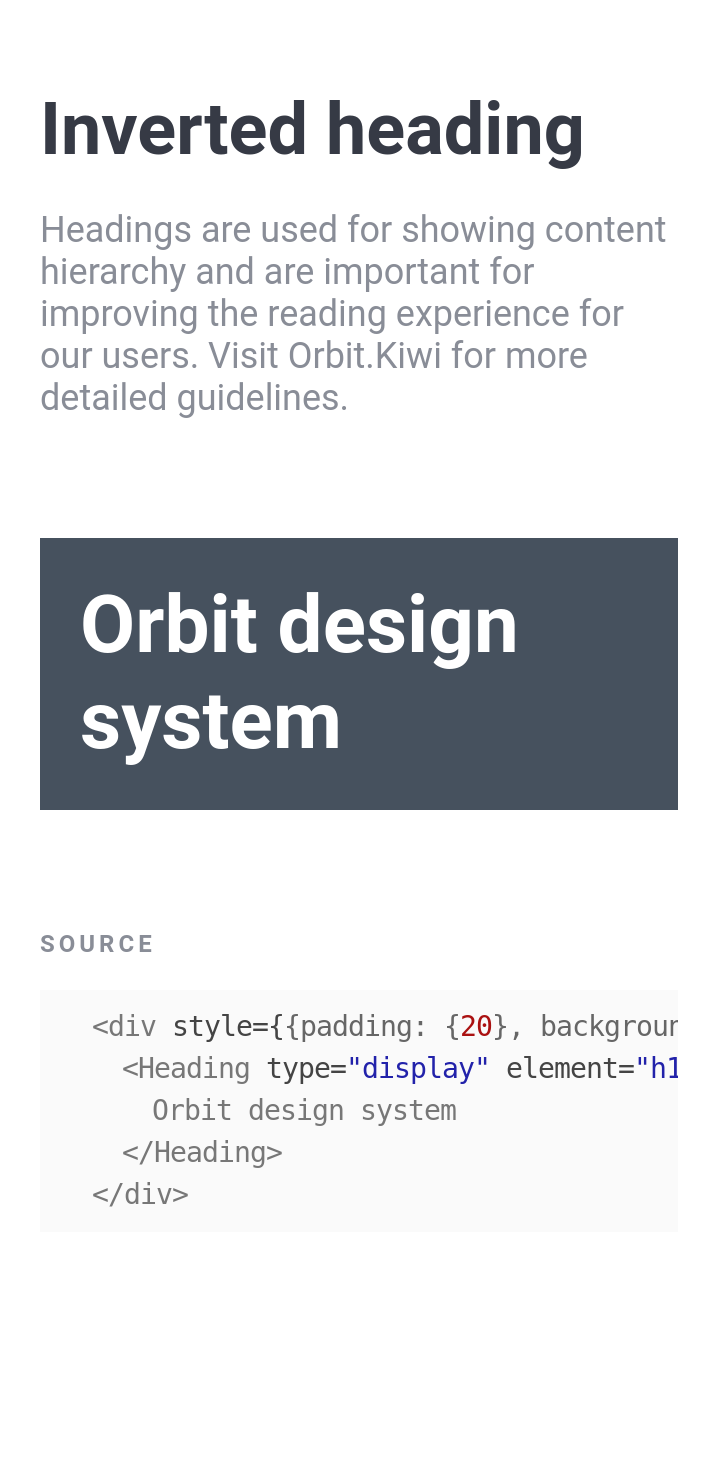 Inverted heading
Headings are used for showing content
hierarchy and are important for
improving the reading experience for
our users. Visit Orbit.Kiwi for more
detailed guidelines.
Orbit design
system
SOURCE
<div style={{padding: {20}, backgroun
<Heading type="display" element="h1
Orbit design system
</Heading>
</div>